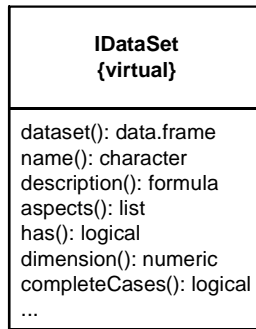 IDataSet
{virtual}
dataset(): data.frame
name(): character
description(): formula
aspects(): list
has(): logical
dimension(): numeric
completeCases(): logical
...